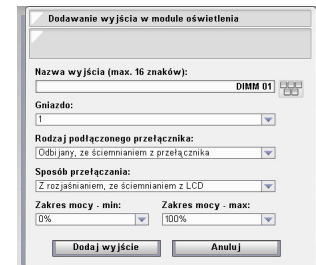 Dodawanie wyjścia w module oświetlenia
Nazwa wyjścia (max. 16 znaków):
DIMM 01
Gniazdo:
1
Rodzaj podłączonego przełącznika:
Odbijany, ze ściemnianiem z przełącznika
Sposób przełączania:
Z rozjaśnianiem, ze ściemnianiem z LCD
Zakres mocy - min: Zakres mocy - max:
0% 100%
Dodaj wyjście Anuluj